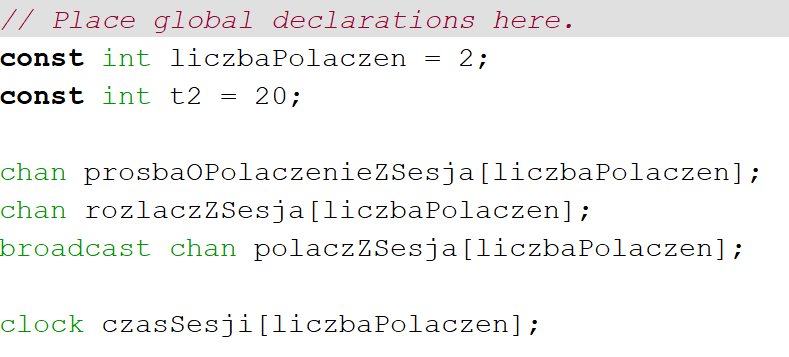 // Place global declarations here.
const int liczbaPolaczen = 2;
const int t2 = 20;
chan prosbaOPolaczenieZSesja[liczbaPolaczen];
chan rozlaczZSesja[liczbaPolaczen];
broadcast chan polaczZSesja[liczbaPolaczen];
clock czasSesji[liczbaPolaczen];